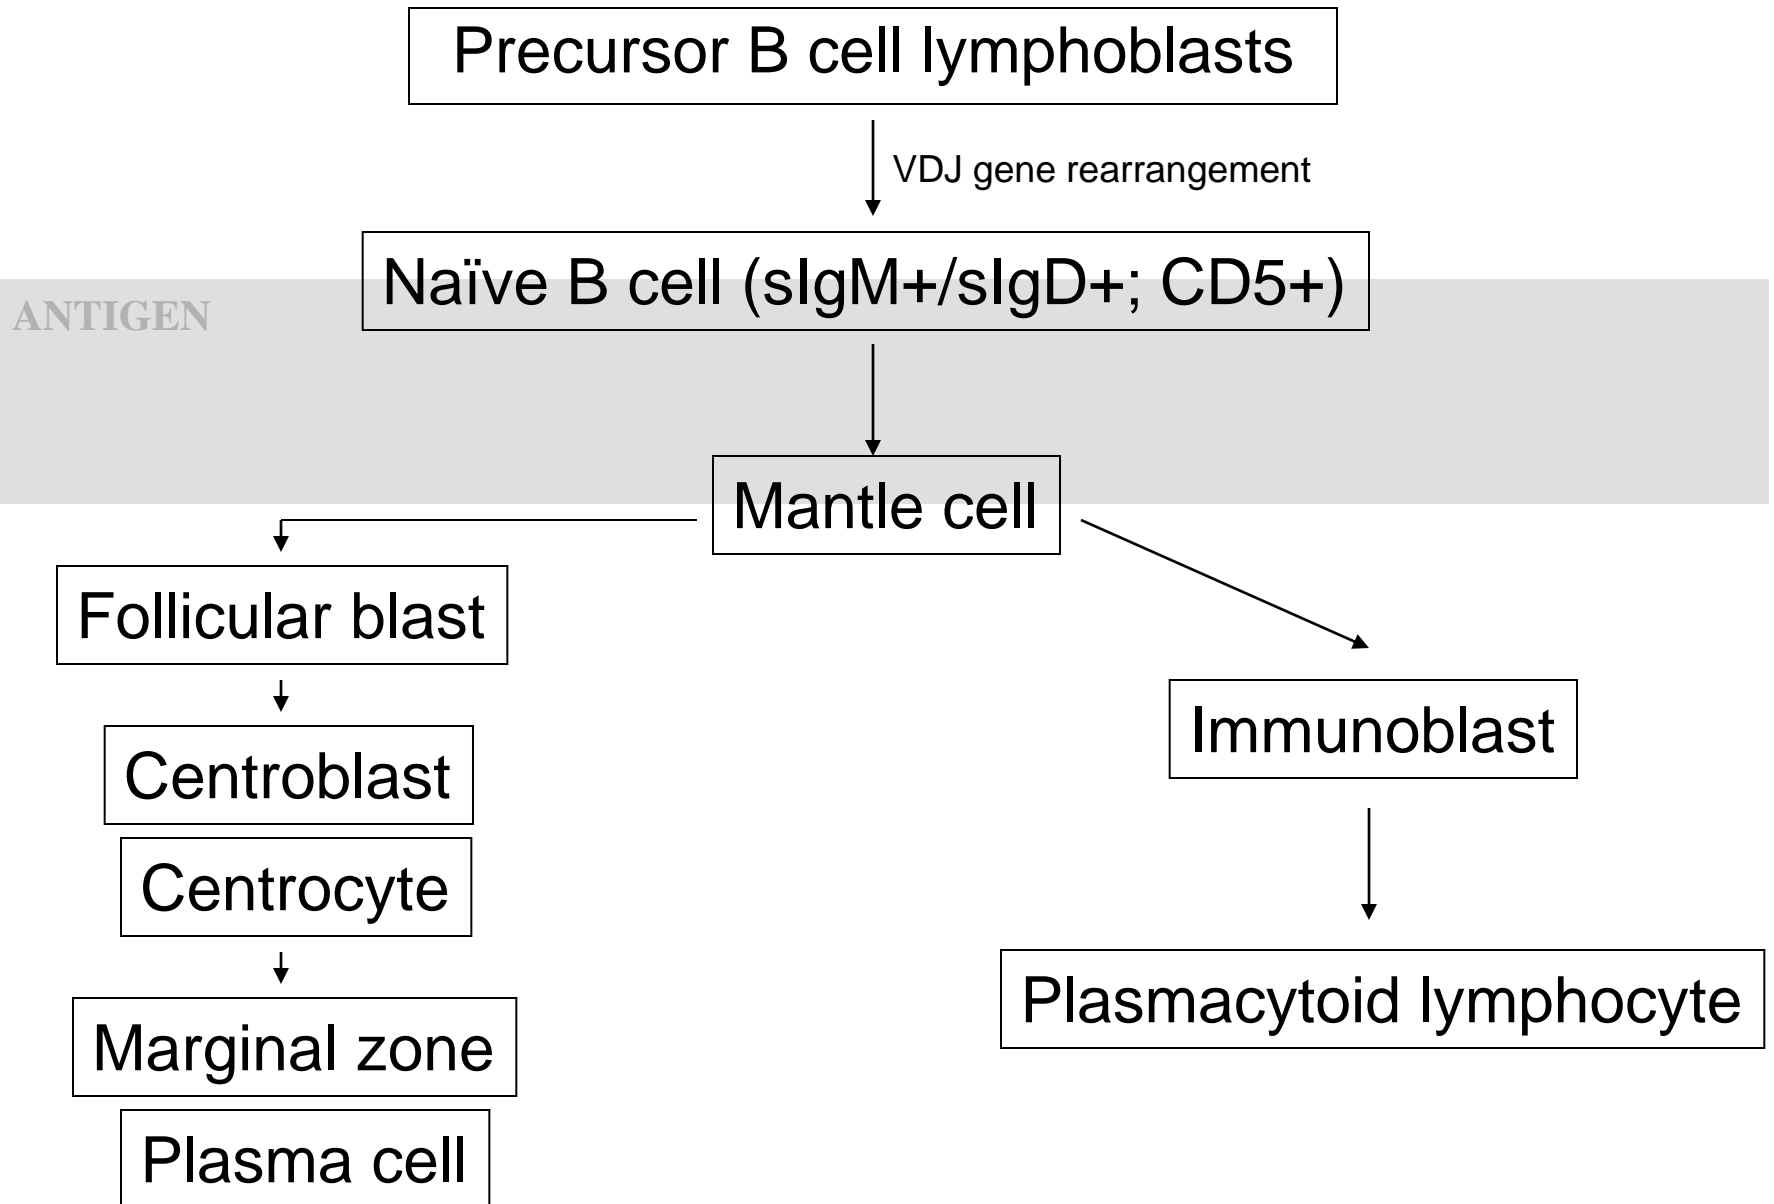 Precursor B cell lymphoblasts
VDJ gene rearrangement
Naïve B cell (sIgM+/sIgD+; CD5+)
ANTIGEN
Mantle cell
Follicular blast
Immunoblast
Centroblast
Centrocyte
Plasmacytoid lymphocyte
Marginal zone
Plasma cell